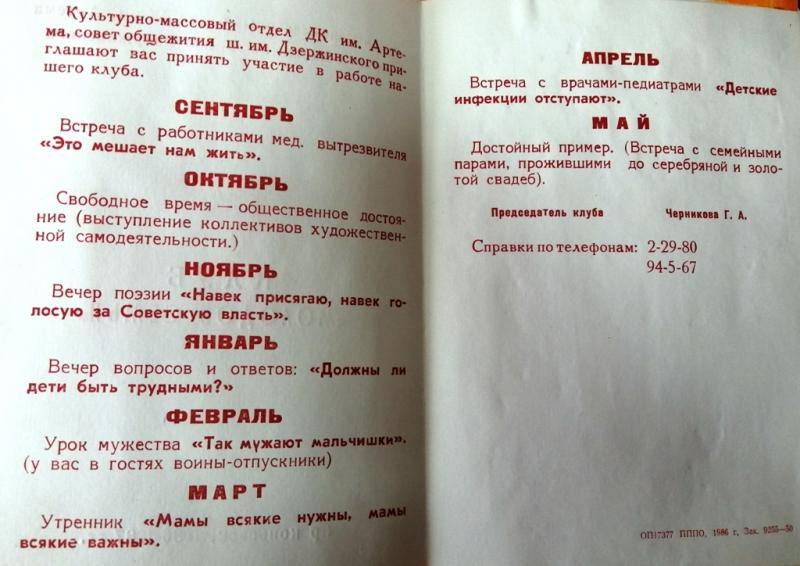 Культурно-массовый отдел ДК им. Арте-
ма, совет общежития ш. им. Дзержинского при-
глашают вас принять участие в работе на-
шего клуба.
СЕНТЯБРЬ
Встреча с работниками мед. вытрезвителя
«Это мешает нам жить».
ОКТЯБРЬ
Свободное время — общественное достоя-
ние (выступление коллективов художествен-
ной самодеятельности.)
НОЯБРЬ
Вечер поэзии «Навек присягаю, навек го-
лосую за Советскую власть».
ЯНВАРЬ
Вечер вопросов и ответов: «Должны ли
дети быть трудными?»
ФЕВРАЛЬ
Урок мужества «Так мужают мальчишки».
(у вас в гостях воины-отпускники)
МАРТ
Утренник «Мамы всякие нужны, мамы
всякие важны».
АПРЕЛЬ
Встреча с врачами-педиатрами «Детские
инфекции отступают».
МАЙ
Достойный пример. (Встреча с семейными
парами, прожившими до серебряной и золо-
той свадеб).
Председатель клуба Черникова Г. А.
Справки по телефонам: 2-29-80
94-5-67
ОП17377 ППО, 1986 г. Зак. 9255—50